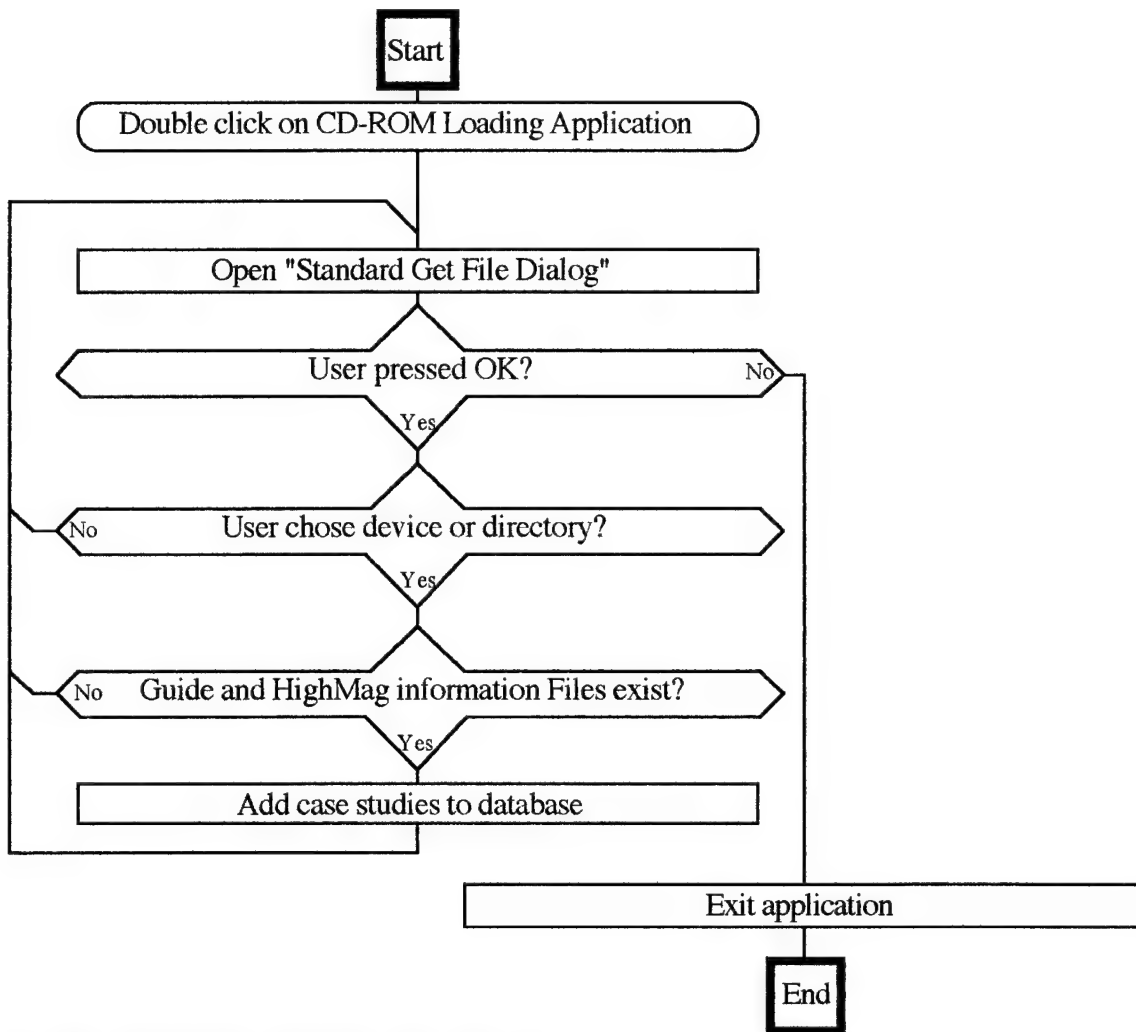 Start
Double click on CD-ROM Loading Application
Open "Standard Get File Dialog"
User pressed OK?
No
Yes
No
User chose device or directory?
Yes
No
Guide and HighMag information Files exist?
Yes
Add case studies to database
Exit application
End